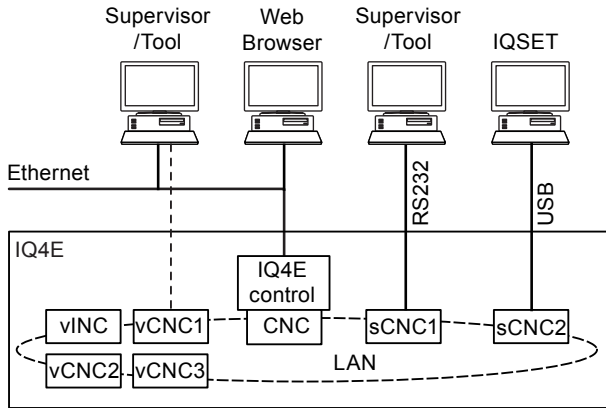 Supervisor Web Supervisor
/Tool Browser /Tool IQSET
Ethernet
RS232
USB
IQ4E
IQ4E
control
vINC vCNC1 CNC sCNC1 sCNC2
LAN
vCNC2 vCNC3